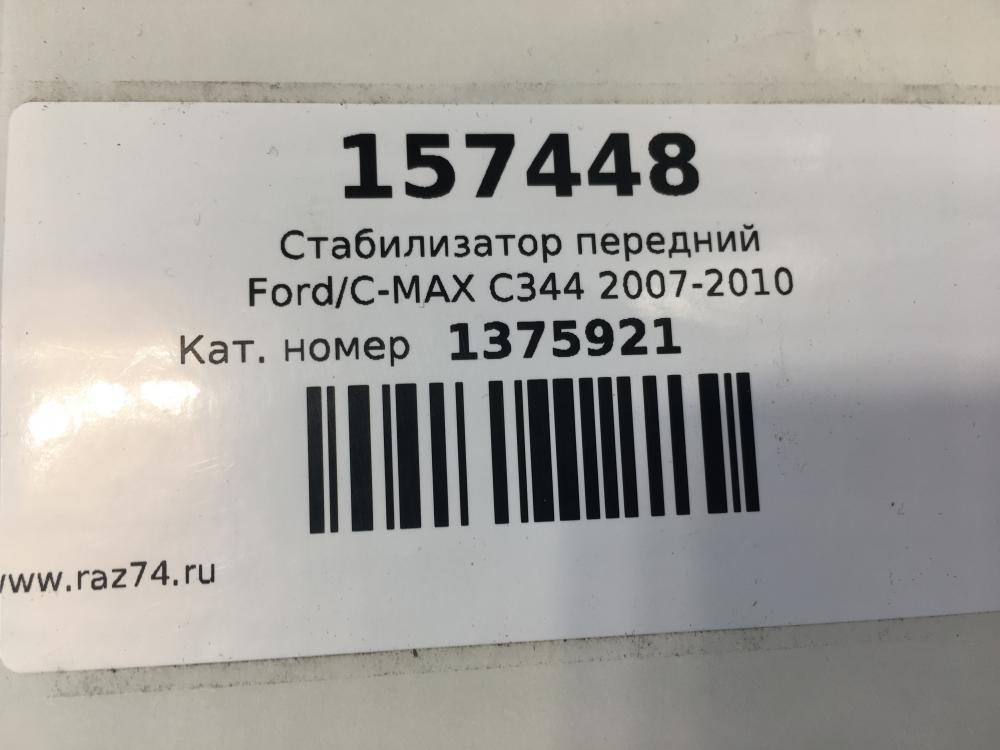 157448
Стабилизатор передний
Ford/C-MAX C344 2007-2010
Кат. номер 1375921
www.raz74.ru